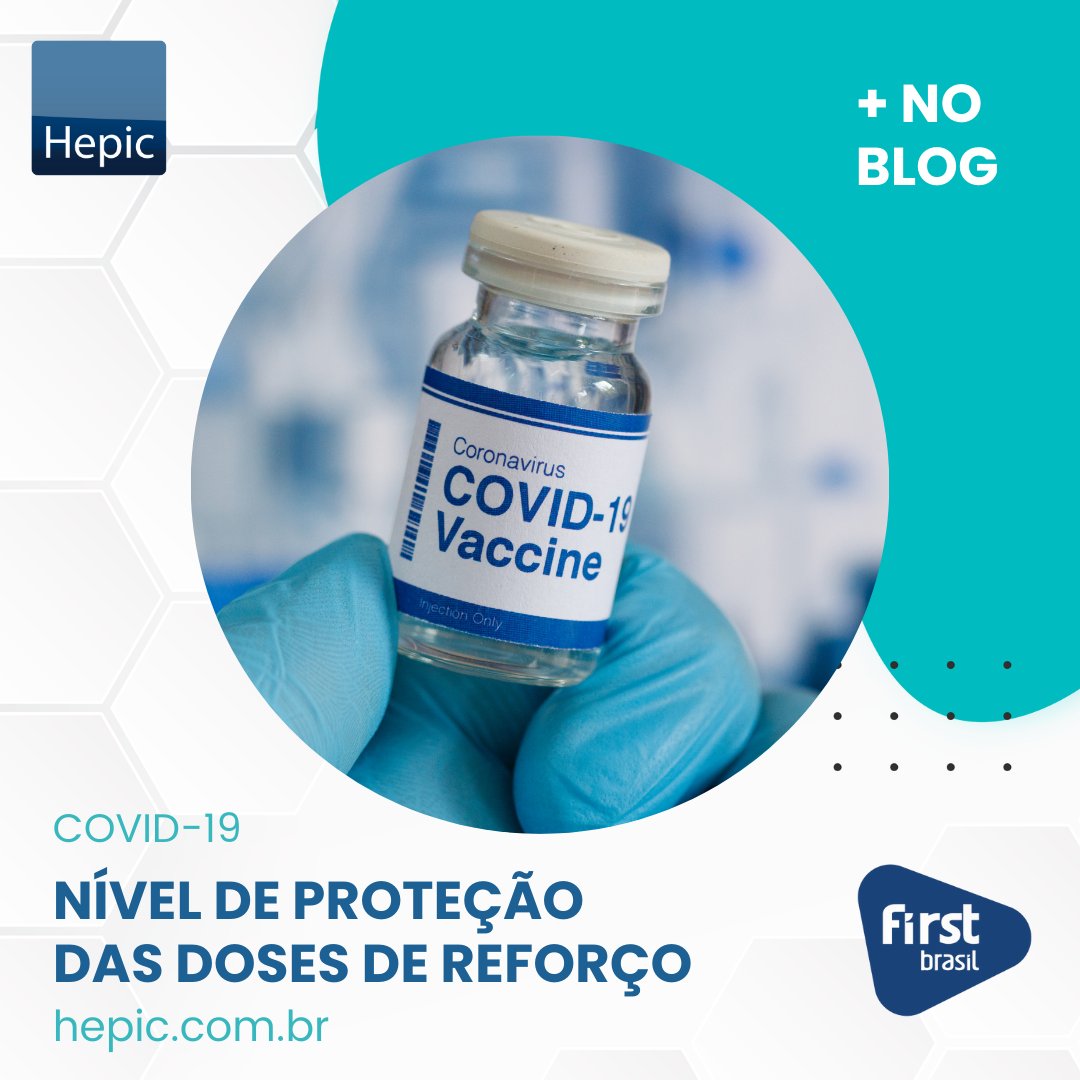 Hepic
+ NO
BLOG
Coronavirus
COVID-19
Vaccine
Injection Only
COVID-19
NÍVEL DE PROTEÇÃO
DAS DOSES DE REFORÇO
hepic.com.br
first
brasil